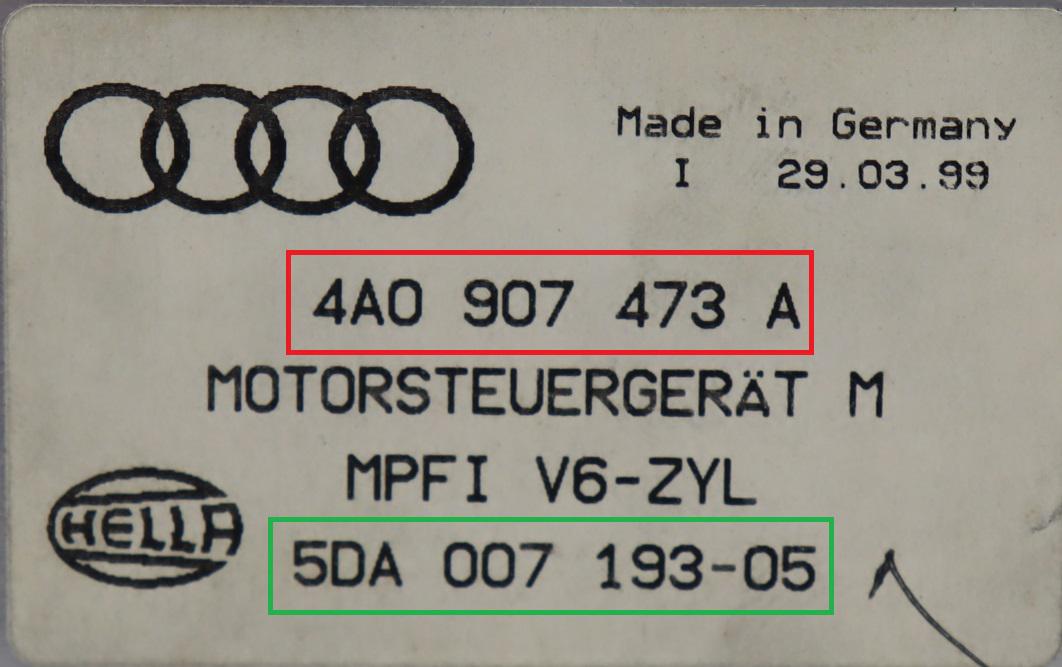 Made in Germany
I 29.03.99
4A0 907 473 A
MOTORSTEUERGERÄT M
MPFI V6-ZYL
HELLA
5DA 007 193-05